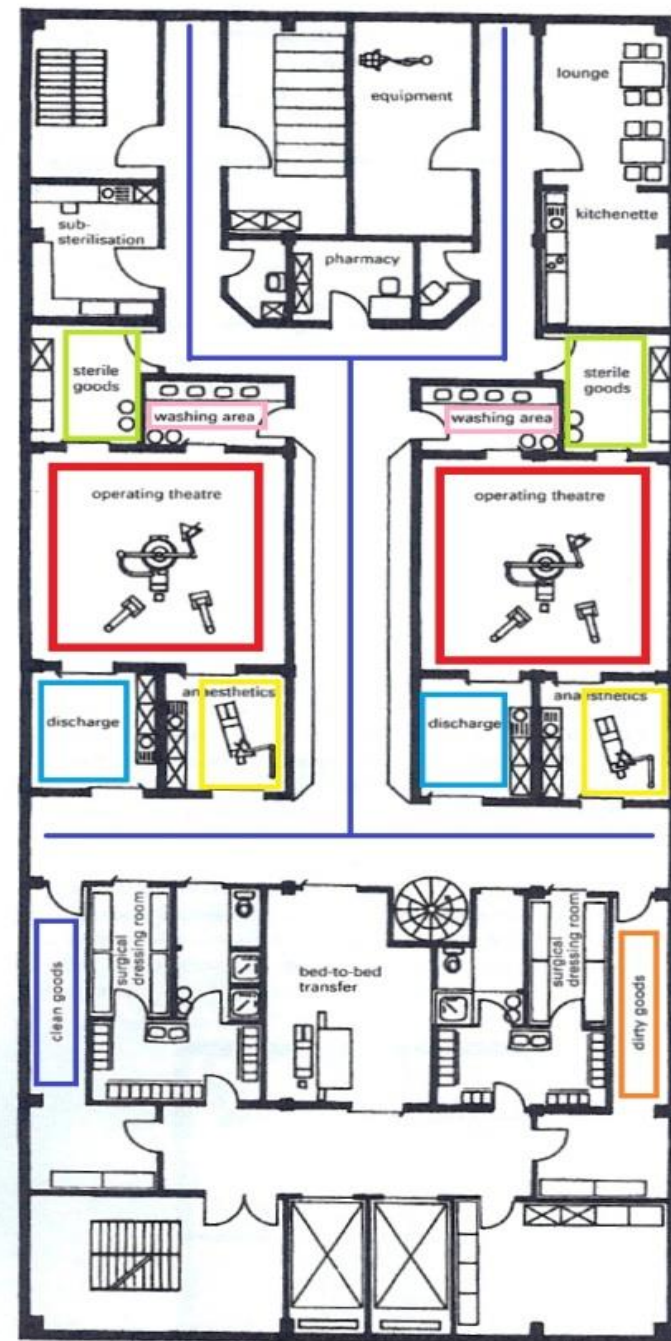 equipment
lounge
kitchenette
sub-
sterilisation
pharmacy
sterile
goods
washing area
sterile
goods
washing area
operating theatre
operating theatre
discharge
anaesthetics
discharge
anaesthetics
clean goods
surgical
dressing room
bed-to-bed
transfer
surgical
dressing room
dirty goods